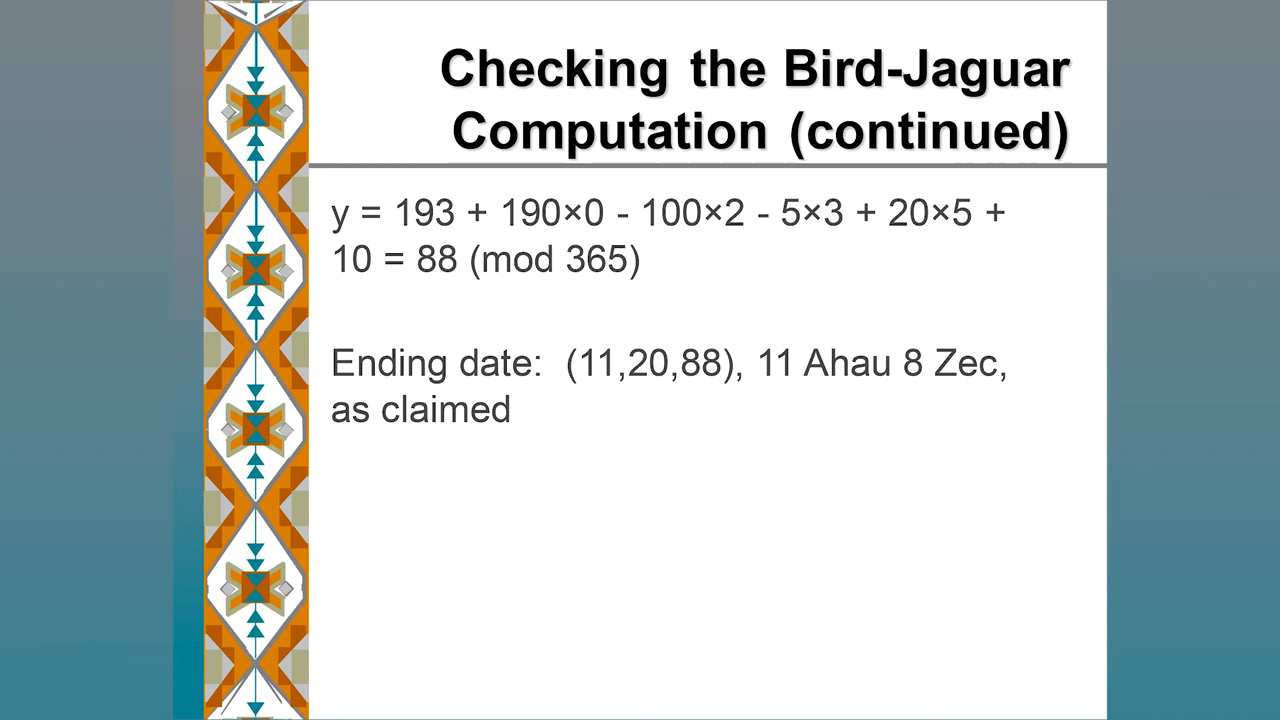 Checking the Bird-Jaguar
Computation (continued)
y = 193 + 190×0 - 100×2 - 5×3 + 20×5 +
10 = 88 (mod 365)
Ending date:  (11,20,88), 11 Ahau 8 Zec,
as claimed